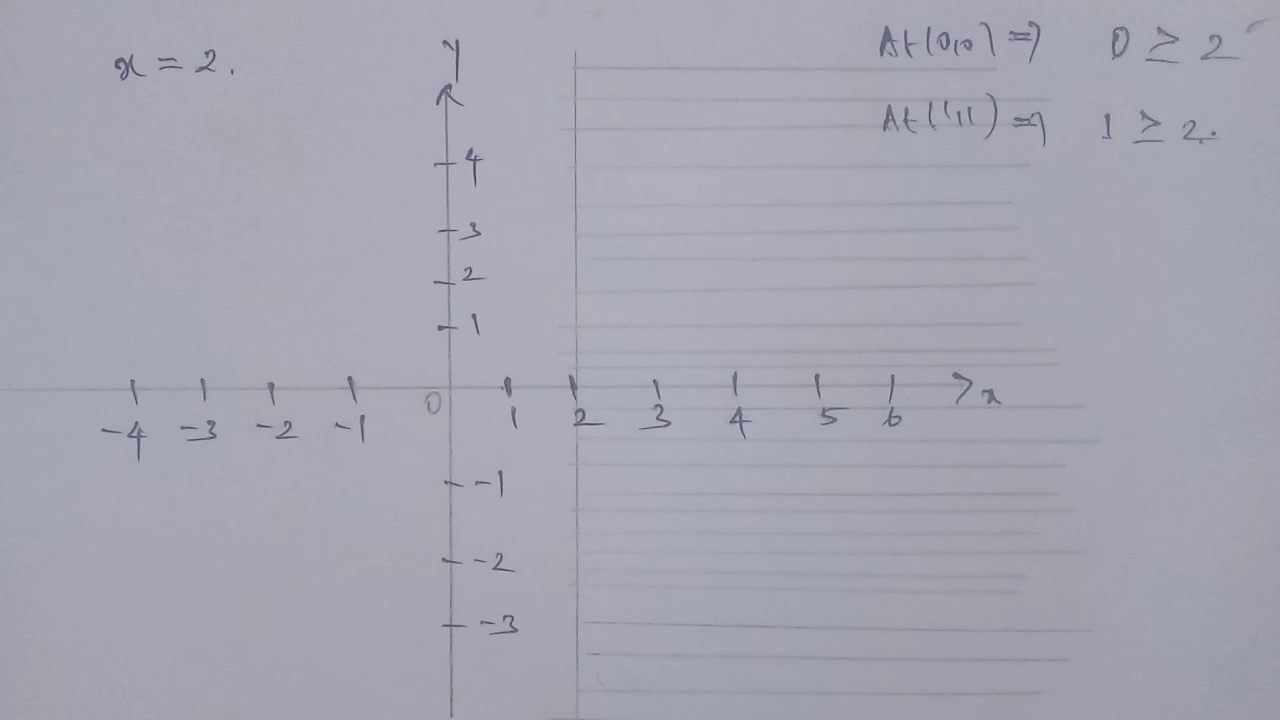 x = 2.
y
At (0,0) ⇒ 0 ≥ 2
At (1,1) ⇒ 1 ≥ 2.
4
3
2
1
0
-4 -3 -2 -1 1 2 3 4 5 6 x
-1
-2
-3